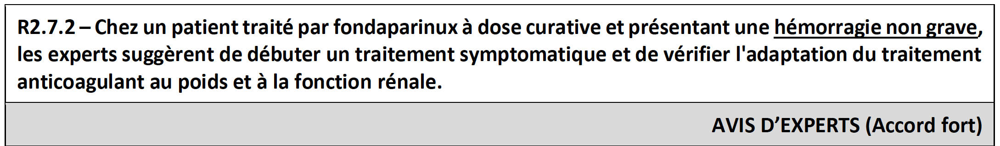 R2.7.2 – Chez un patient traité par fondaparinux à dose curative et présentant une hémorragie non grave,
les experts suggèrent de débuter un traitement symptomatique et de vérifier l'adaptation du traitement
anticoagulant au poids et à la fonction rénale.
AVIS D’EXPERTS (Accord fort)